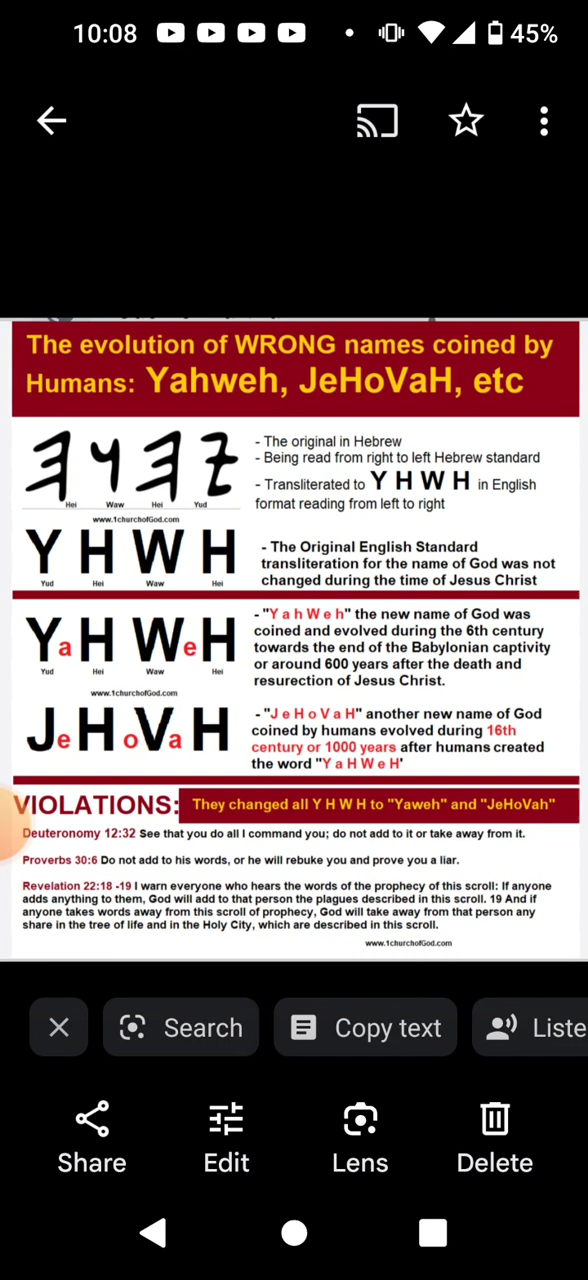 10:08
45%
The evolution of WRONG names coined by
Humans: Yahweh, JeHoVaH, etc
𐤄𐤅𐤄𐤉
- The original in Hebrew
- Being read from right to left Hebrew standard
- Transliterated to Y H W H in English
format reading from left to right
Hei Waw Hei Yud
www.1churchofGod.com
Y H W H
Yud Hei Waw Hei
- The Original English Standard
transliteration for the name of God was not
changed during the time of Jesus Christ
YaHWeH
Yud Hei Waw Hei
- "Y a h W e h" the new name of God was
coined and evolved during the 6th century
towards the end of the Babylonian captivity
or around 600 years after the death and
resurection of Jesus Christ.
www.1churchofGod.com
JeHoVaH
- "J e H o V a H" another new name of God
coined by humans evolved during 16th
century or 1000 years after humans created
the word "Y a H W e H'
VIOLATIONS: They changed all Y H W H to "Yaweh" and "JeHoVah"
Deuteronomy 12:32 See that you do all I command you; do not add to it or take away from it.
Proverbs 30:6 Do not add to his words, or he will rebuke you and prove you a liar.
Revelation 22:18 -19 I warn everyone who hears the words of the prophecy of this scroll: If anyone
adds anything to them, God will add to that person the plagues described in this scroll. 19 And if
anyone takes words away from this scroll of prophecy, God will take away from that person any
share in the tree of life and in the Holy City, which are described in this scroll.
www.1churchofGod.com
Search Copy text Liste
Share Edit Lens Delete